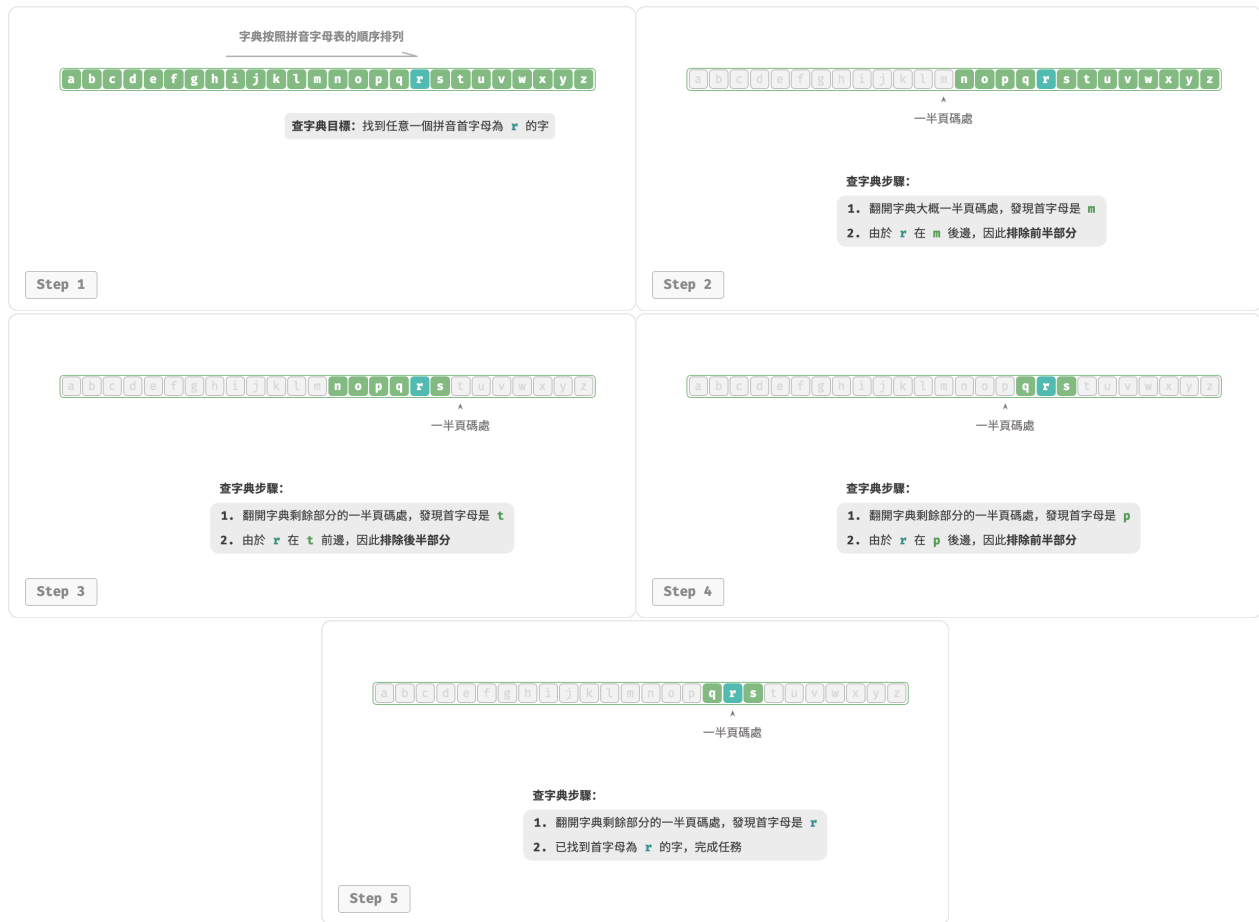 字典按照拼音字母表的順序排列
a b c d e f g h i j k l m n o p q r s t u v w x y z
查字典目標：找到任意一個拼音首字母為 r 的字
Step 1
a b c d e f g h i j k l m n o p q r s t u v w x y z
一半頁碼處
查字典步驟：
1. 翻開字典大概一半頁碼處，發現首字母是 m
2. 由於 r 在 m 後邊，因此排除前半部分
Step 2
a b c d e f g h i j k l m n o p q r s t u v w x y z
一半頁碼處
查字典步驟：
1. 翻開字典剩餘部分的一半頁碼處，發現首字母是 t
2. 由於 r 在 t 前邊，因此排除後半部分
Step 3
a b c d e f g h i j k l m n o p q r s t u v w x y z
一半頁碼處
查字典步驟：
1. 翻開字典剩餘部分的一半頁碼處，發現首字母是 p
2. 由於 r 在 p 後邊，因此排除前半部分
Step 4
a b c d e f g h i j k l m n o p q r s t u v w x y z
一半頁碼處
查字典步驟：
1. 翻開字典剩餘部分的一半頁碼處，發現首字母是 r
2. 已找到首字母為 r 的字，完成任務
Step 5